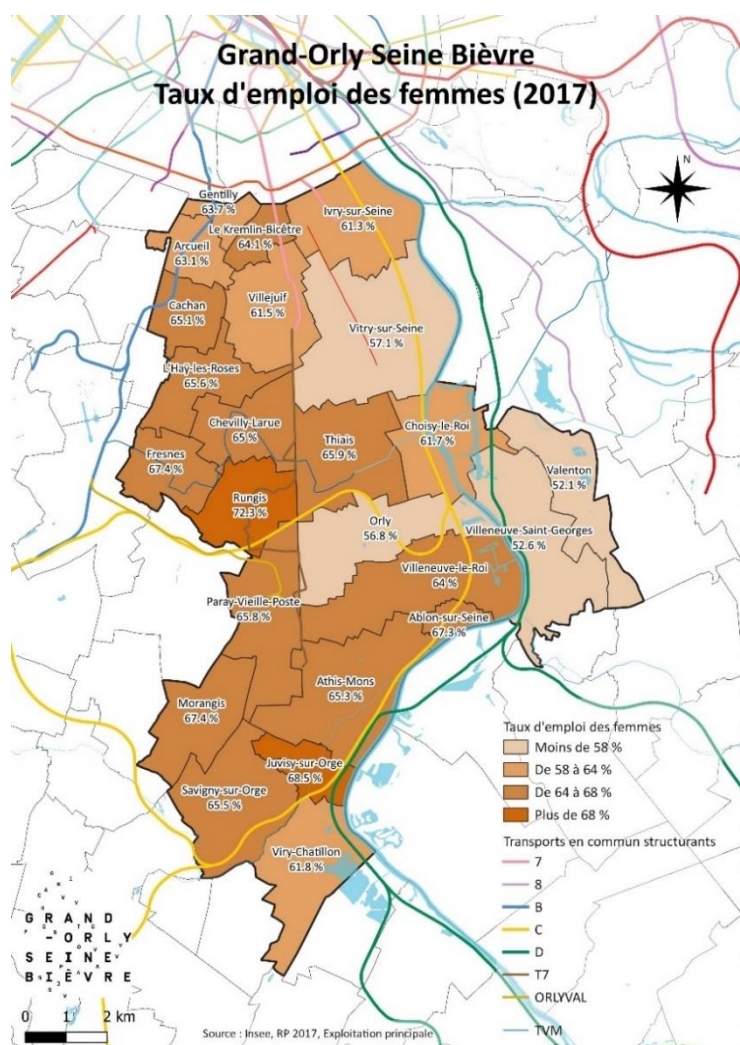 Grand-Orly Seine Bièvre
Taux d'emploi des femmes (2017)
N
Gentilly
63.7 %
Le Kremlin-Bicêtre
64.1 %
Ivry-sur-Seine
61.3 %
Arcueil
63.1 %
Cachan
65.1 %
Villejuif
61.5 %
Vitry-sur-Seine
57.1 %
L'Haÿ-les-Roses
65.6 %
Chevilly-Larue
65 %
Thiais
65.9 %
Choisy-le-Roi
61.7 %
Fresnes
67.4 %
Valenton
52.1 %
Rungis
72.3 %
Orly
56.8 %
Villeneuve-Saint-Georges
52.6 %
Villeneuve-le-Roi
64 %
Paray-Vieille-Poste
65.8 %
Ablon-sur-Seine
67.3 %
Athis-Mons
65.3 %
Morangis
67.4 %
Juvisy-sur-Orge
68.5 %
Savigny-sur-Orge
65.5 %
Viry-Chatillon
61.8 %
Taux d'emploi des femmes
Moins de 58 %
De 58 à 64 %
De 64 à 68 %
Plus de 68 %
Transports en commun structurants
7
8
B
C
D
T7
ORLYVAL
TVM
GRAND
-ORLY
SEINE
BIÈVRE
0 1 2 km
Source : Insee, RP 2017, Exploitation principale